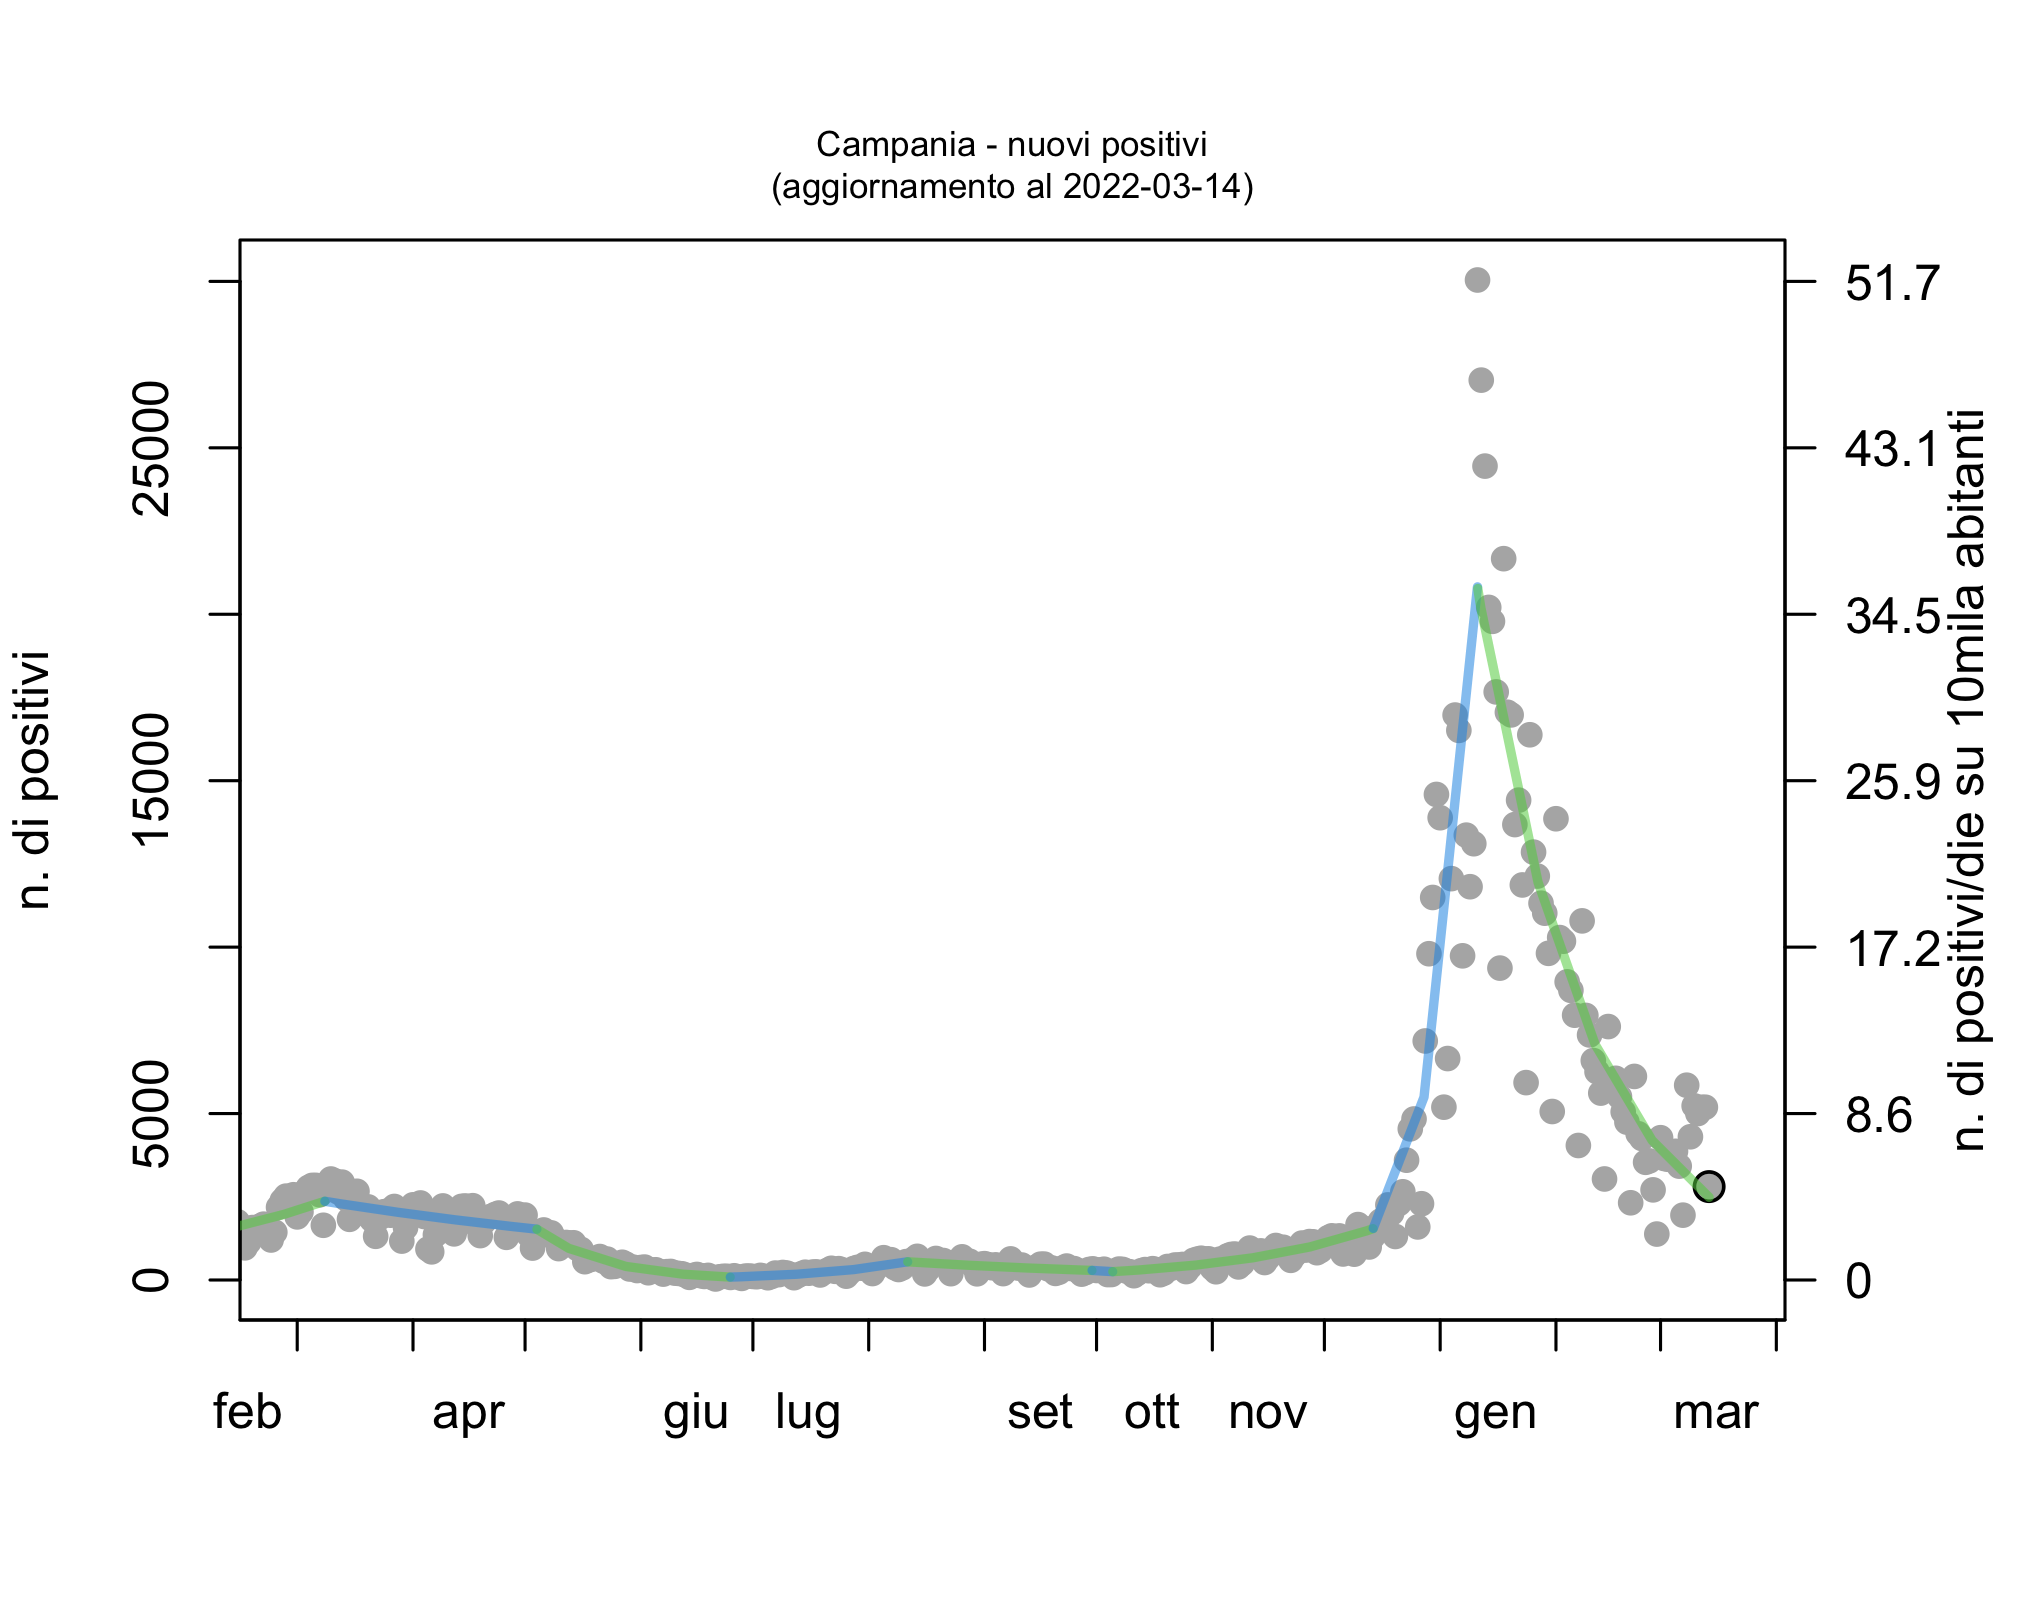 Campania - nuovi positivi
(aggiornamento al 2022-03-14)
n. di positivi
25000
15000
5000
0
51.7
43.1
34.5
25.9
17.2
8.6
0
n. di positivi/die su 10mila abitanti
feb apr giu lug set ott nov gen mar